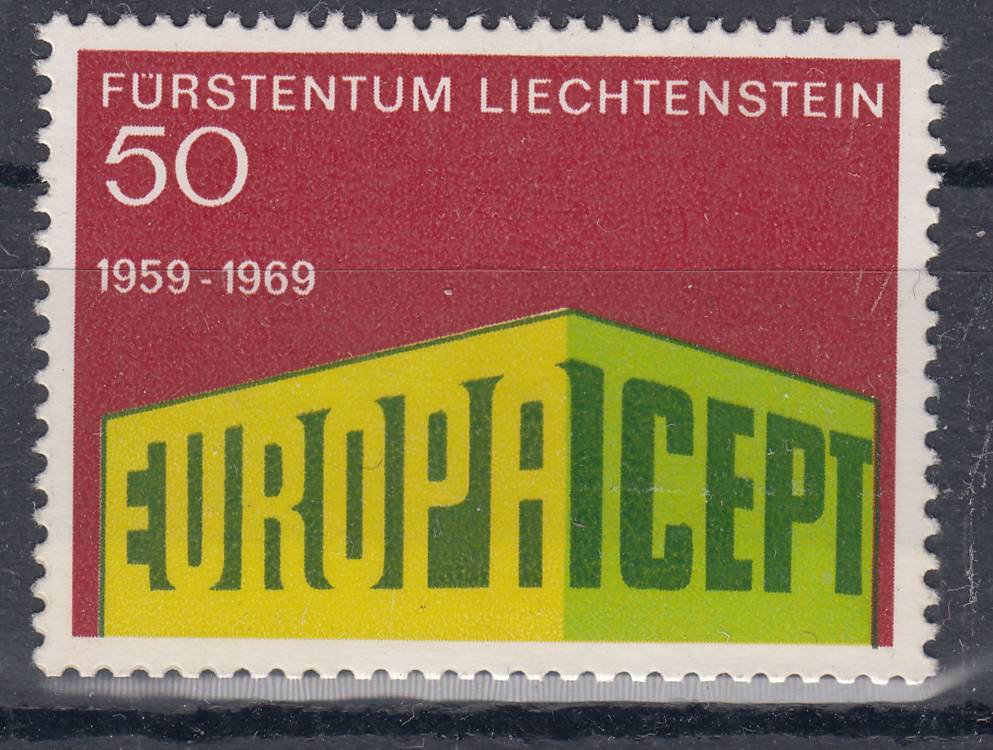 FÜRSTENTUM LIECHTENSTEIN
50
1959 - 1969
EUROPA CEPT